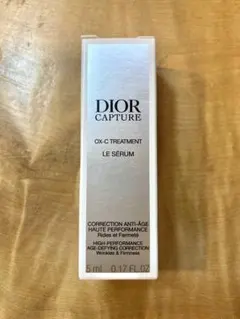 DIOR
CAPTURE
OX-C TREATMENT
LE SÉRUM
CORRECTION ANTI-ÂGE
HAUTE PERFORMANCE
Rides et Fermeté
HIGH-PERFORMANCE
AGE-DEFYING CORRECTION
Wrinkles & Firmness
5 ml 0.17 FL.OZ